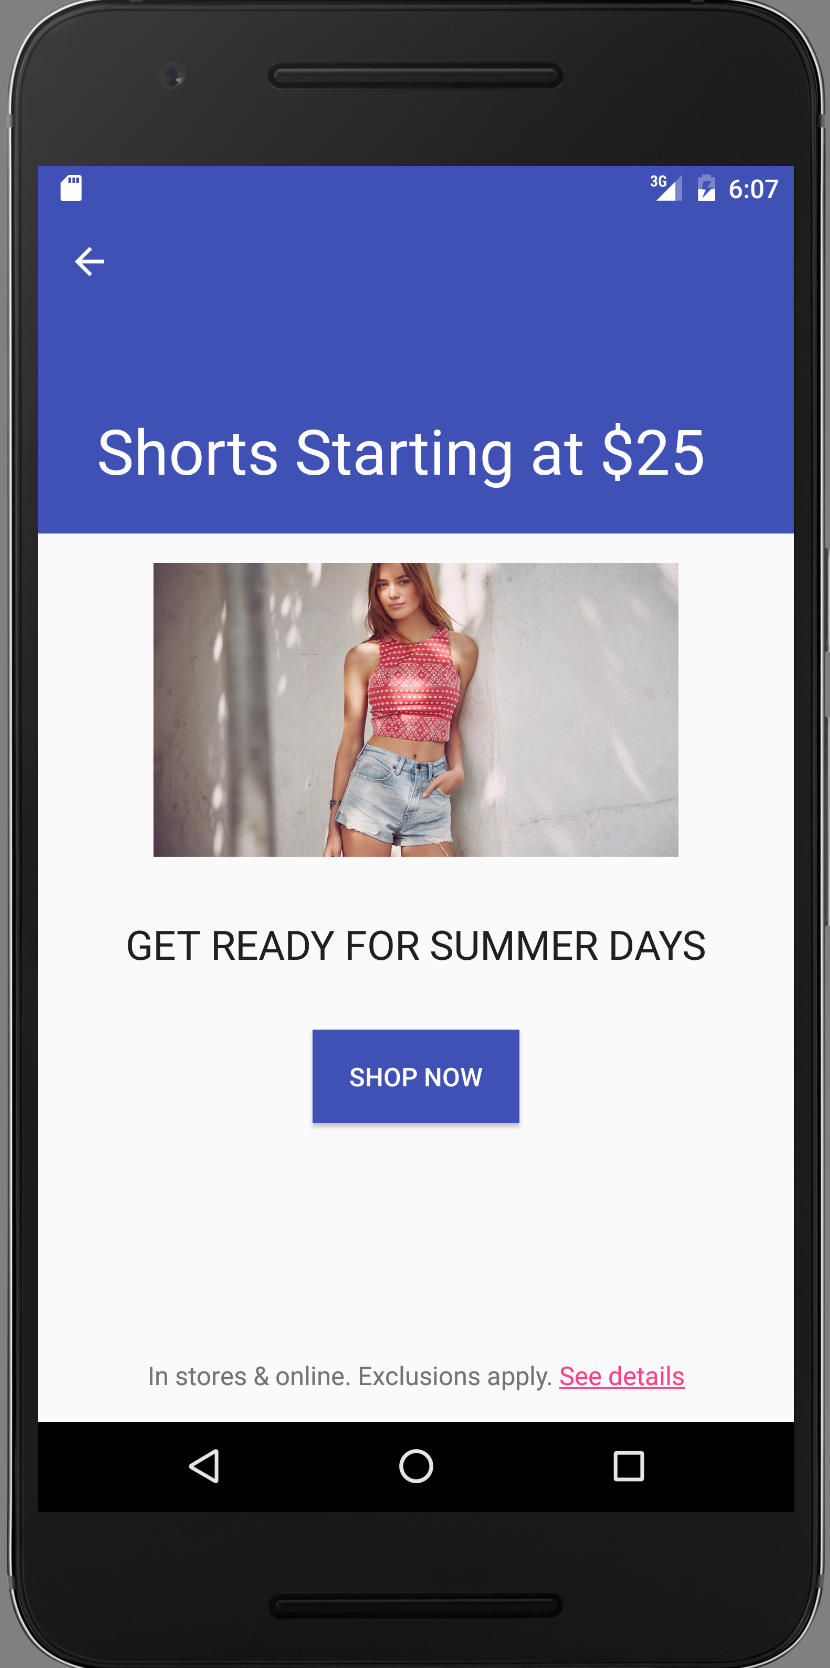 3G 6:07
Shorts Starting at $25
GET READY FOR SUMMER DAYS
SHOP NOW
In stores & online. Exclusions apply. See details